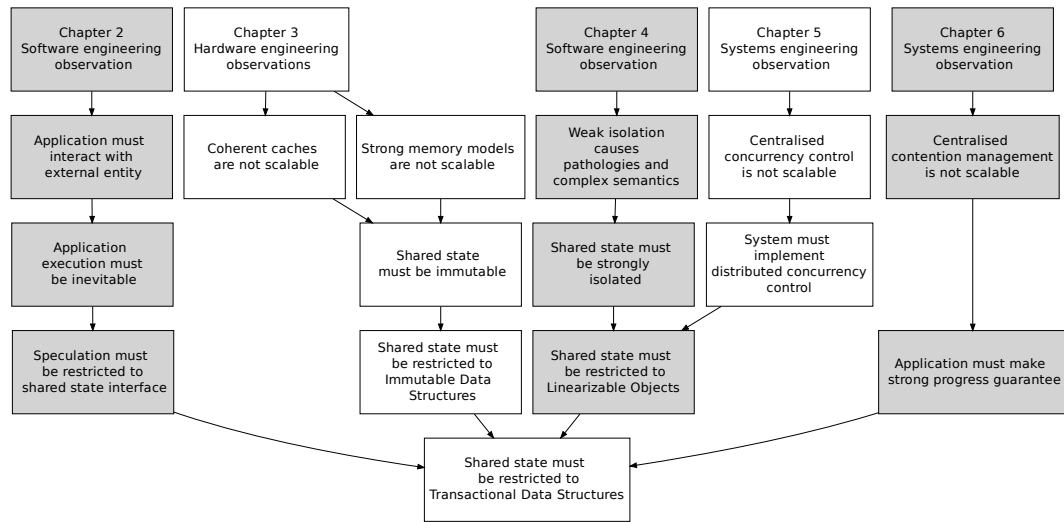 Chapter 2
Software engineering
observation
Chapter 3
Hardware engineering
observations
Chapter 4
Software engineering
observation
Chapter 5
Systems engineering
observation
Chapter 6
Systems engineering
observation
Application must
interact with
external entity
Coherent caches
are not scalable
Strong memory models
are not scalable
Weak isolation
causes
pathologies and
complex semantics
Centralised
concurrency control
is not scalable
Centralised
contention management
is not scalable
Application
execution must
be inevitable
Shared state
must be immutable
Shared state must
be strongly
isolated
System must
implement
distributed concurrency
control
Speculation must
be restricted to
shared state interface
Shared state must
be restricted to
Immutable Data
Structures
Shared state must
be restricted to
Linearizable Objects
Application must make
strong progress guarantee
Shared state must
be restricted to
Transactional Data Structures